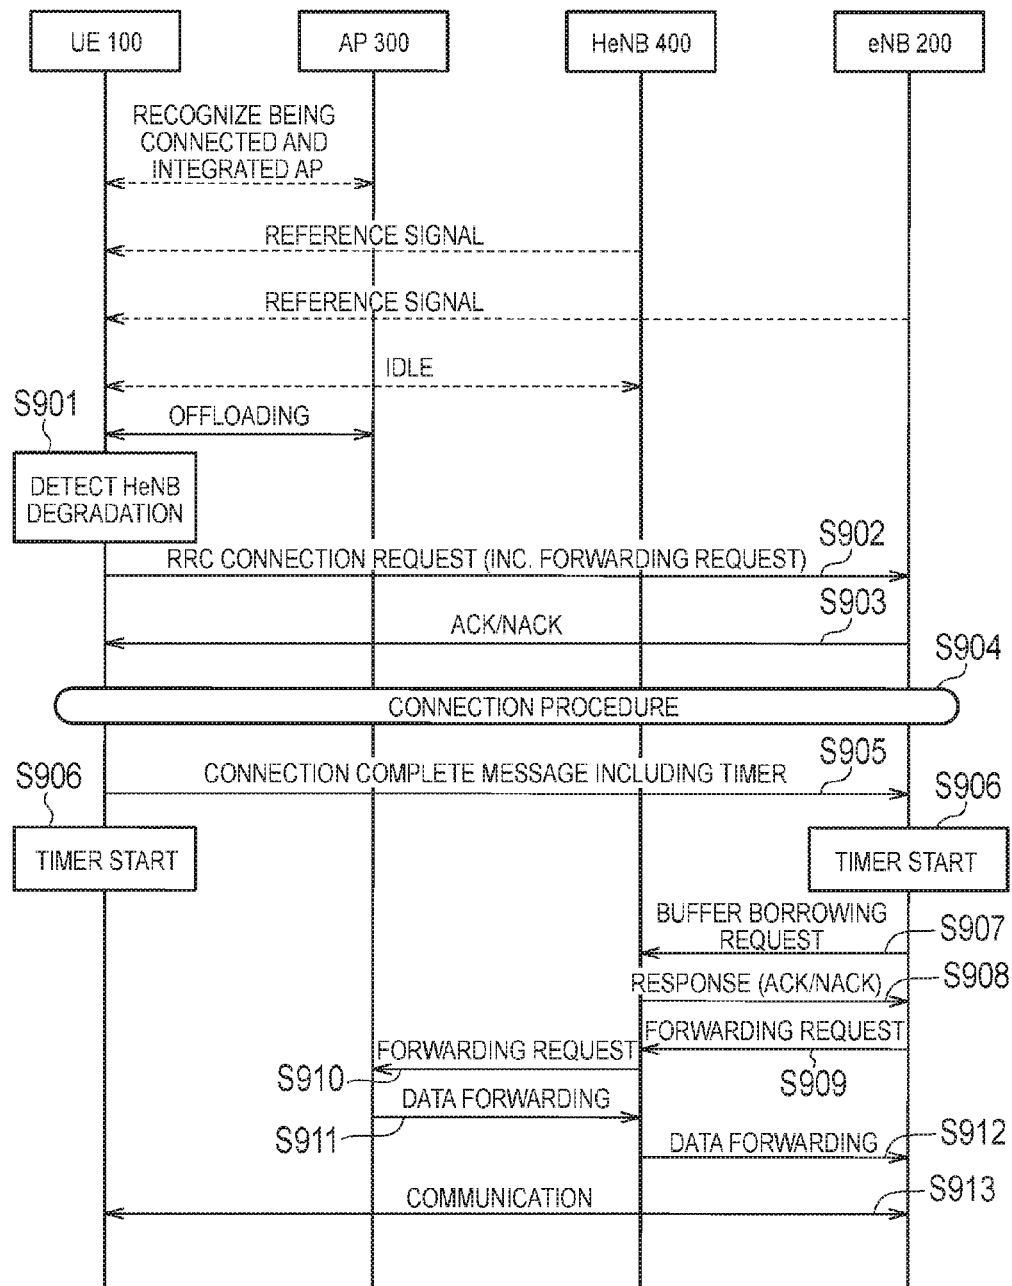 UE 100
AP 300
HeNB 400
eNB 200
RECOGNIZE BEING
CONNECTED AND
INTEGRATED AP
REFERENCE SIGNAL
REFERENCE SIGNAL
IDLE
S901
OFFLOADING
DETECT HeNB
DEGRADATION
S902
RRC CONNECTION REQUEST (INC. FORWARDING REQUEST)
S903
ACK/NACK
S904
CONNECTION PROCEDURE
S905
CONNECTION COMPLETE MESSAGE INCLUDING TIMER
S906
S906
TIMER START
TIMER START
BUFFER BORROWING
REQUEST
S907
RESPONSE (ACK/NACK)
S908
FORWARDING REQUEST
S909
FORWARDING REQUEST
S910
DATA FORWARDING
S911
DATA FORWARDING
S912
COMMUNICATION
S913